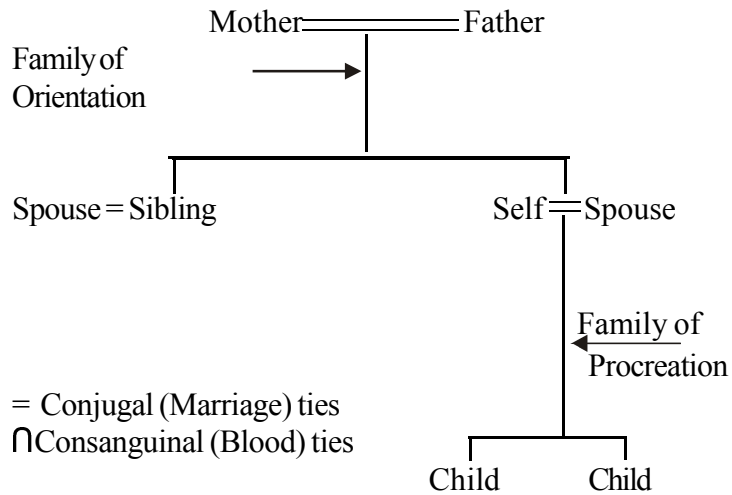 Mother Father
Family of
Orientation
Spouse = Sibling
Self Spouse
Family of
Procreation
= Conjugal (Marriage) ties
∩ Consanguinal (Blood) ties
Child Child